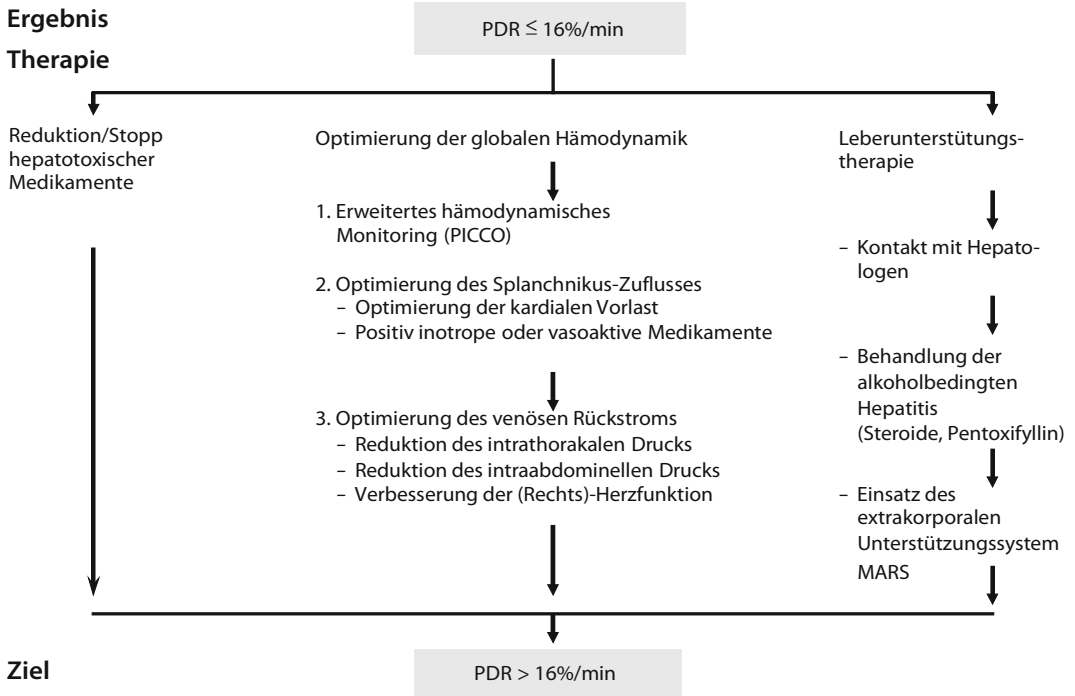 Ergebnis
PDR ≤ 16%/min
Therapie
Reduktion/Stopp
hepatotoxischer
Medikamente
Optimierung der globalen Hämodynamik
1. Erweitertes hämodynamisches
Monitoring (PICCO)
2. Optimierung des Splanchnikus-Zuflusses
– Optimierung der kardialen Vorlast
– Positiv inotrope oder vasoaktive Medikamente
3. Optimierung des venösen Rückstroms
– Reduktion des intrathorakalen Drucks
– Reduktion des intraabdominellen Drucks
– Verbesserung der (Rechts)-Herzfunktion
Leberunterstütungs-
therapie
– Kontakt mit Hepato-
logen
– Behandlung der
alkoholbedingten
Hepatitis
(Steroide, Pentoxifyllin)
– Einsatz des
extrakorporalen
Unterstützungssystem
MARS
Ziel
PDR > 16%/min